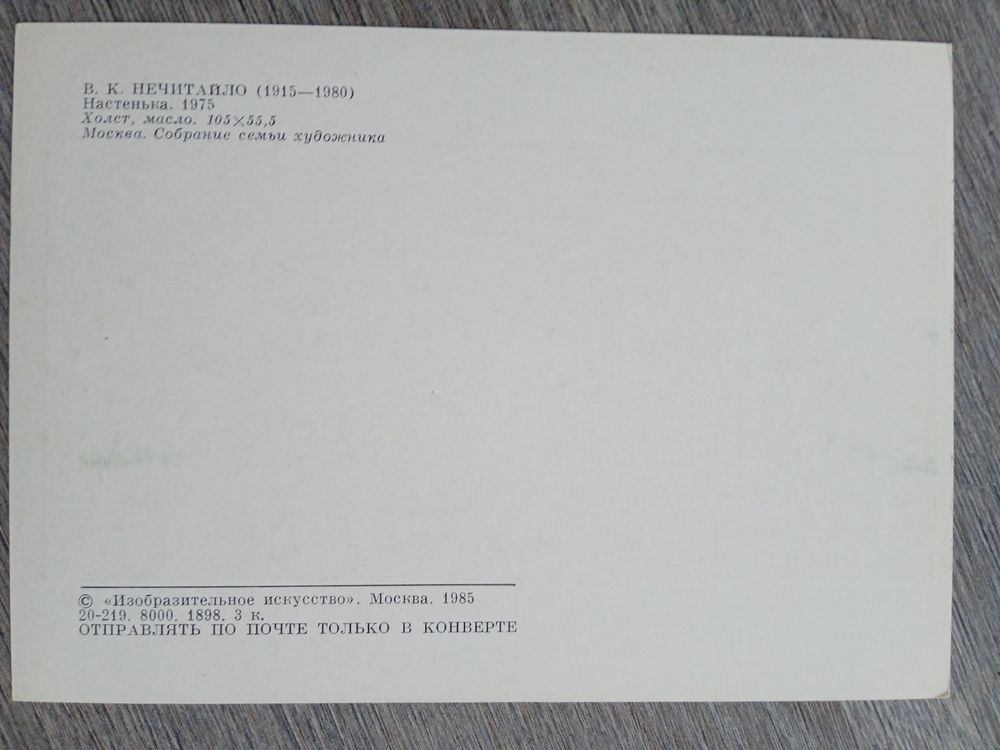 В. К. НЕЧИТАЙЛО (1915—1980)
Настенька. 1975
Холст, масло. 105×55,5
Москва. Собрание семьи художника
© «Изобразительное искусство». Москва. 1985
20-219. 8000. 1898. 3 к.
ОТПРАВЛЯТЬ ПО ПОЧТЕ ТОЛЬКО В КОНВЕРТЕ